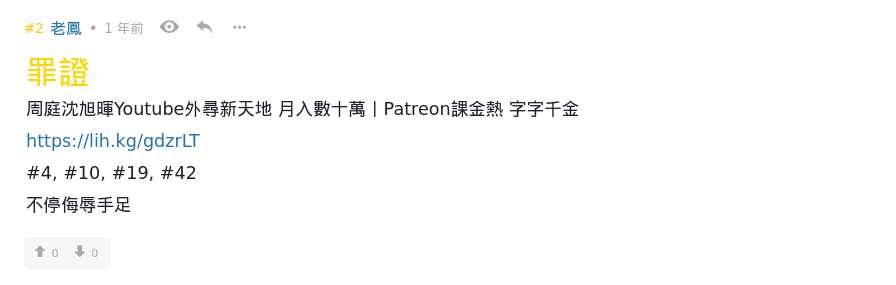 #2 老鳳 • 1 年前
罪證
周庭沈旭暉Youtube外尋新天地 月入數十萬丨Patreon課金熱 字字千金
https://lih.kg/gdzrLT
#4, #10, #19, #42
不停侮辱手足
0 0